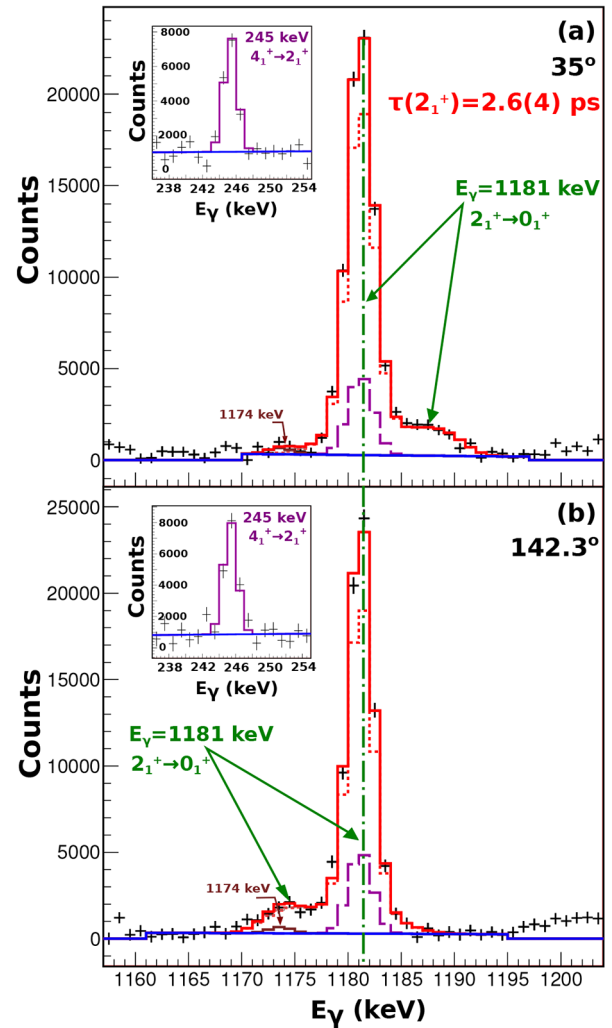 (a)
35°
τ(2₁⁺)=2.6(4) ps
245 keV
4₁⁺→2₁⁺
Counts
8000
6000
4000
2000
0
238 242 246 250 254
Eγ (keV)
Eγ=1181 keV
2₁⁺→0₁⁺
1174 keV
Counts
20000
15000
10000
5000
0
(b)
142.3°
245 keV
4₁⁺→2₁⁺
Counts
8000
6000
4000
2000
0
238 242 246 250 254
Eγ (keV)
Eγ=1181 keV
2₁⁺→0₁⁺
1174 keV
Counts
25000
20000
15000
10000
5000
0
1160 1165 1170 1175 1180 1185 1190 1195 1200
Eγ (keV)